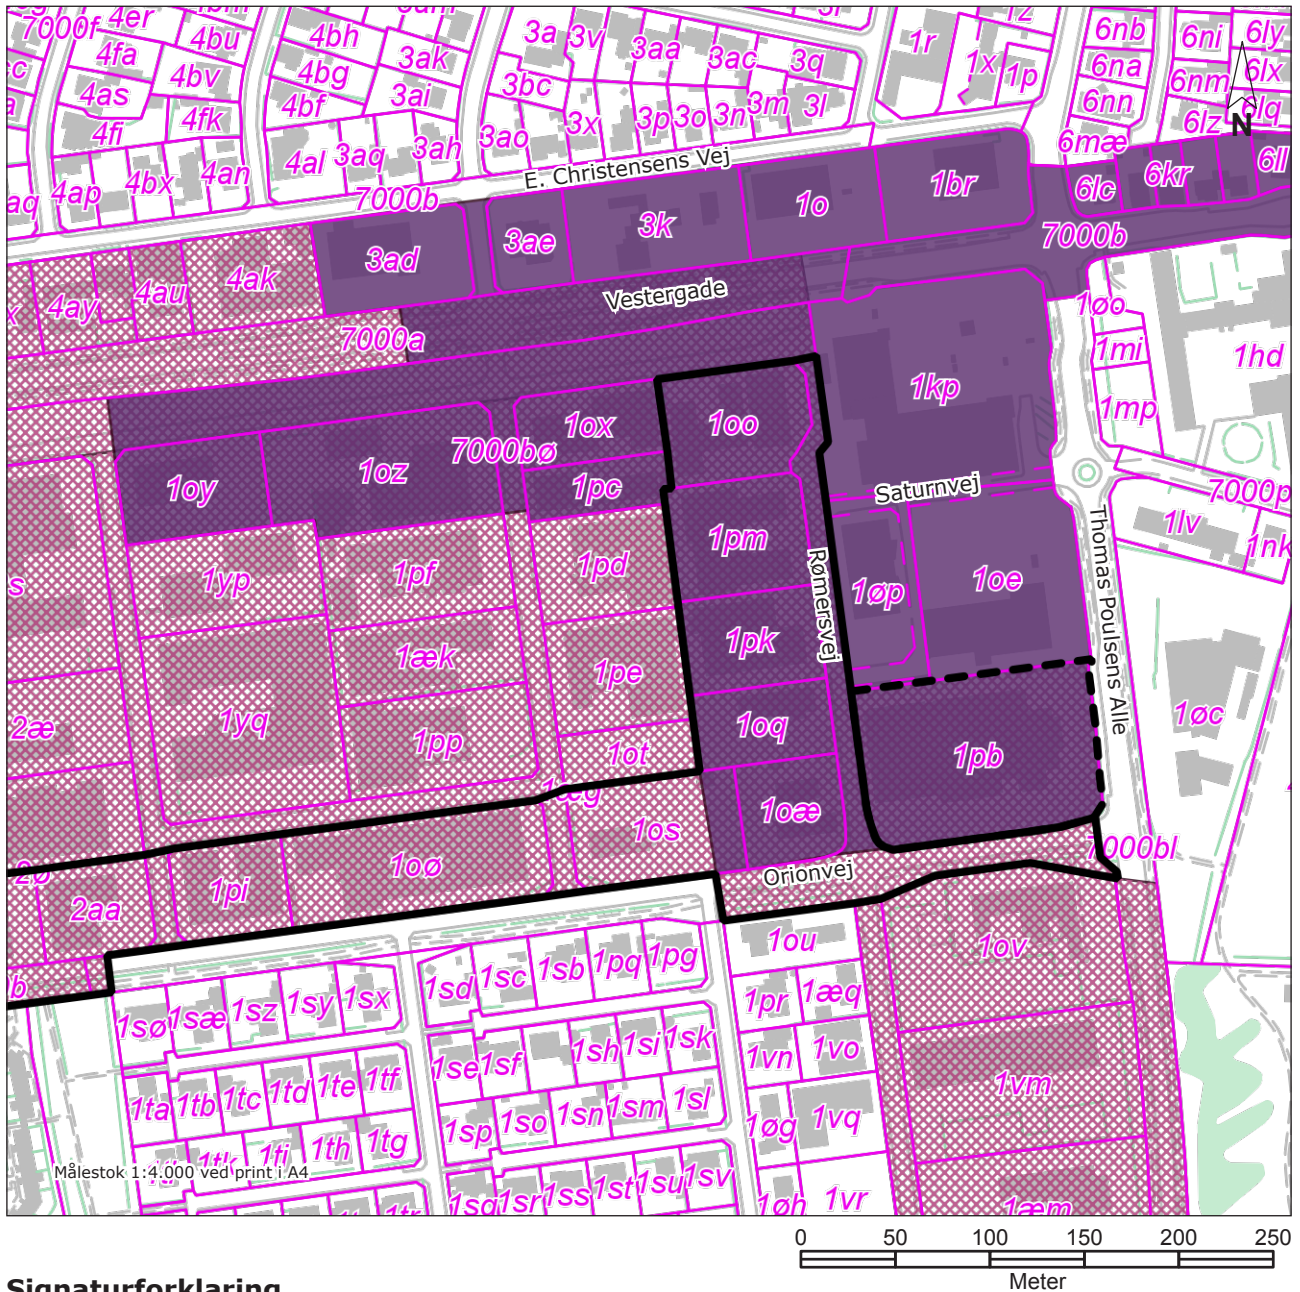 7000f
4er
4bu
4bh
3a
3v
3aa
3ac
3q
1r
1x
1p
6nb
6ni
6ly
4fa
4bv
4bg
3ak
3bc
6na
6nm
6lx
4as
4fk
4bf
3ai
3x
3p
3o
3n
3m
3l
6nn
6lz
N
4fi
4al
3aq
3ah
3ao
6mæ
4ap
4bx
4an
aq
7000b
E. Christensens Vej
1o
1br
6lc
6kr
6ll
3ad
3ae
3k
7000b
4ay
4au
4ak
Vestergade
1øo
7000a
1mi
1hd
1kp
1mp
1ox
1oo
7000bø
1oy
1oz
1pc
Saturnvej
7000p
1lv
1nk
1yp
1pf
1pd
1pm
Rømersvej
1øp
1oe
Thomas Poulsens Alle
s
1æk
1pe
1pk
2æ
1yq
1pp
1ot
1oq
1pb
1øc
1os
1oæ
7000bl
1pi
1oø
Orionvej
2aa
b
1ou
1ov
1sø
1sæ
1sz
1sy
1sx
1sd
1sc
1sb
1pq
1pg
1pr
1æq
1vn
1vo
1se
1sf
1sh
1si
1sk
1vm
1ta
1tb
1tc
1td
1te
1tf
1sp
1so
1sn
1sm
1sl
1øg
1vq
1th
1tg
Målestok 1:4.000 ved print i A4
1sr
1ss
1st
1su
1sv
1øh
1vr
1æm
0 50 100 150 200 250
Meter
Signaturforklaring